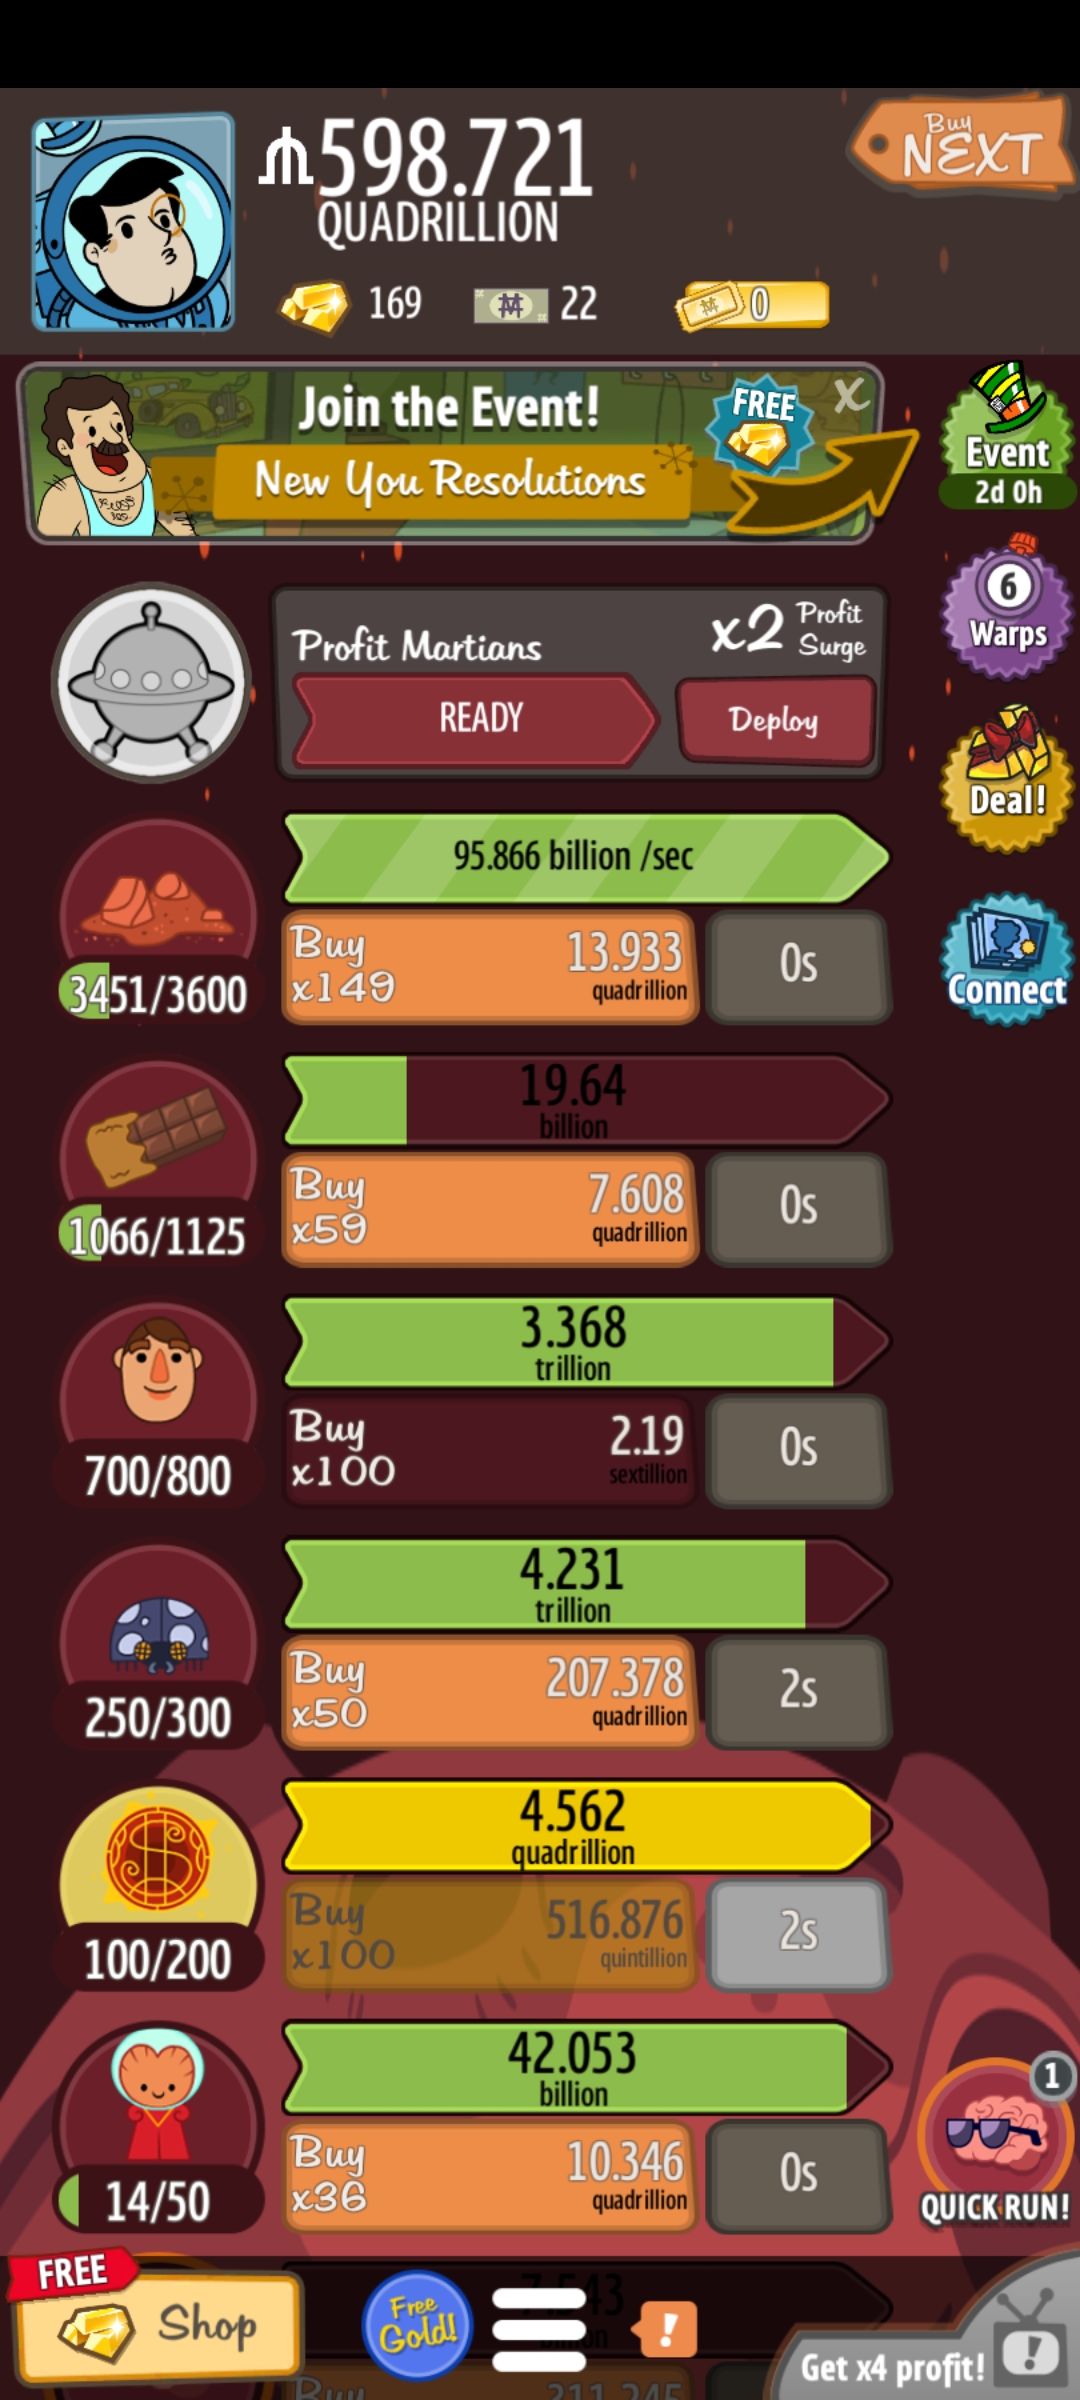 598.721
QUADRILLION
Buy
NEXT
169
22
0
Join the Event!
New You Resolutions
FREE
X
Event
2d 0h
6
Warps
Profit Martians
x2 Profit Surge
READY
Deploy
Deal!
95.866 billion /sec
Buy
x149
13.933
quadrillion
0s
3451/3600
Connect
19.64
billion
Buy
x59
7.608
quadrillion
0s
1066/1125
3.368
trillion
Buy
x100
2.19
sextillion
0s
700/800
4.231
trillion
Buy
x50
207.378
quadrillion
2s
250/300
4.562
quadrillion
Buy
x100
516.876
quintillion
2s
100/200
42.053
billion
Buy
x36
10.346
quadrillion
0s
14/50
1
QUICK RUN!
FREE
Shop
Free
Gold!
!
Get x4 profit!
!
Buy